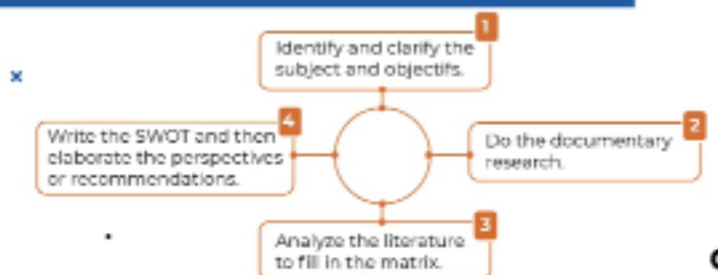 1
Identify and clarify the
subject and objectifs.
2
Do the documentary
research.
3
Analyze the literature
to fill in the matrix.
4
Write the SWOT and then
elaborate the perspectives
or recommendations.